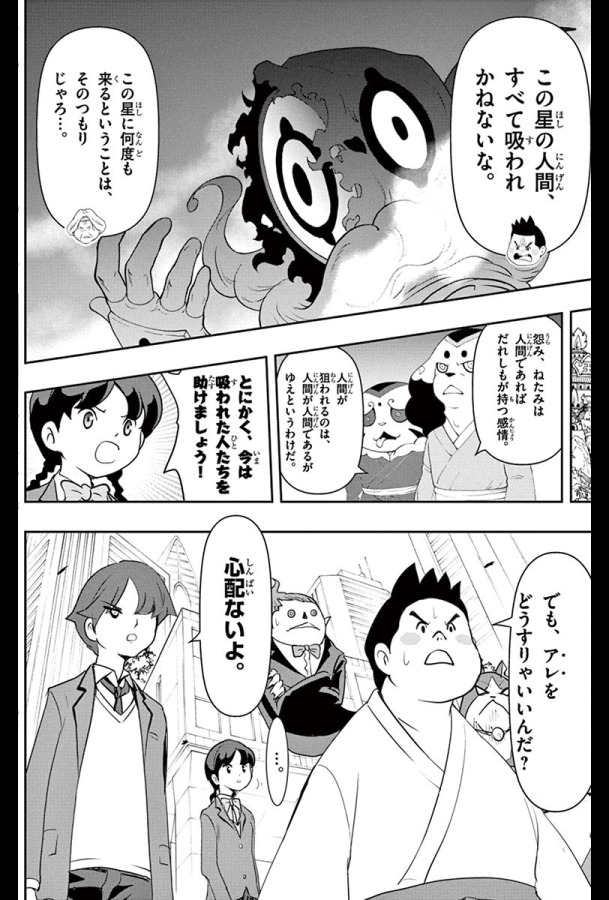 この星の人間、
すべて吸われ
かねないな。
この星に何度も
来るということは、
そのつもり
じゃろ…。
怨み、ねたみは
人間であれば
だれしもが持つ感情。
人間が
狙われるのは、
人間が人間であるが
ゆえというわけだ。
とにかく、今は
吸われた人たちを
助けましょう！
でも、アレを
どうすりゃいいんだ？
…。
心配ないよ。